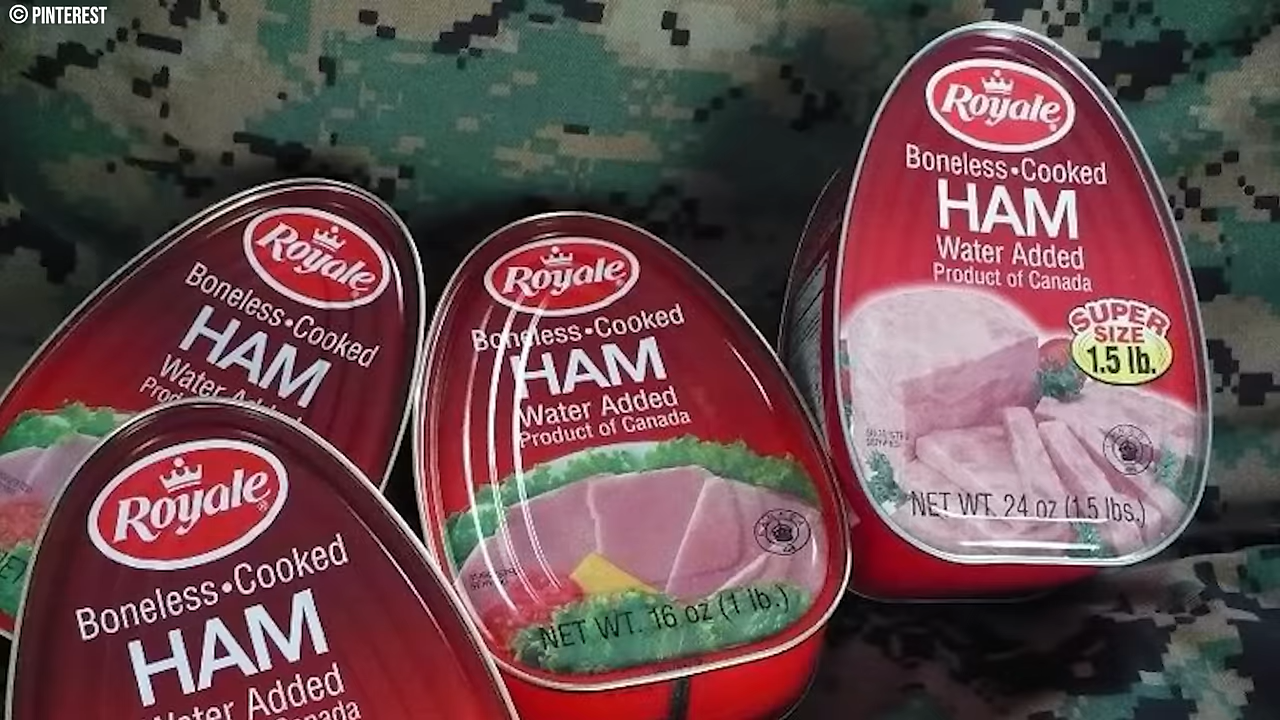 © PINTEREST
Royale
Boneless•Cooked
HAM
Water Added
Product of Canada
SUPER
SIZE
1.5 lb.
NET WT. 24 oz (1.5 lbs.)
Royale
Boneless•Cooked
HAM
Water Added
Royale
Boneless•Cooked
HAM
Water Added
Product of Canada
NET WT. 16 oz (1 lb.)
Royale
Boneless•Cooked
HAM
Water Added
Canada